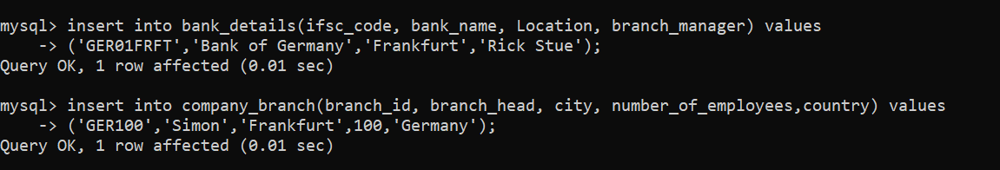 mysql> insert into bank_details(ifsc_code, bank_name, Location, branch_manager) values
    -> ('GER01FRFT','Bank of Germany','Frankfurt','Rick Stue');
Query OK, 1 row affected (0.01 sec)
mysql> insert into company_branch(branch_id, branch_head, city, number_of_employees,country) values
    -> ('GER100','Simon','Frankfurt',100,'Germany');
Query OK, 1 row affected (0.01 sec)